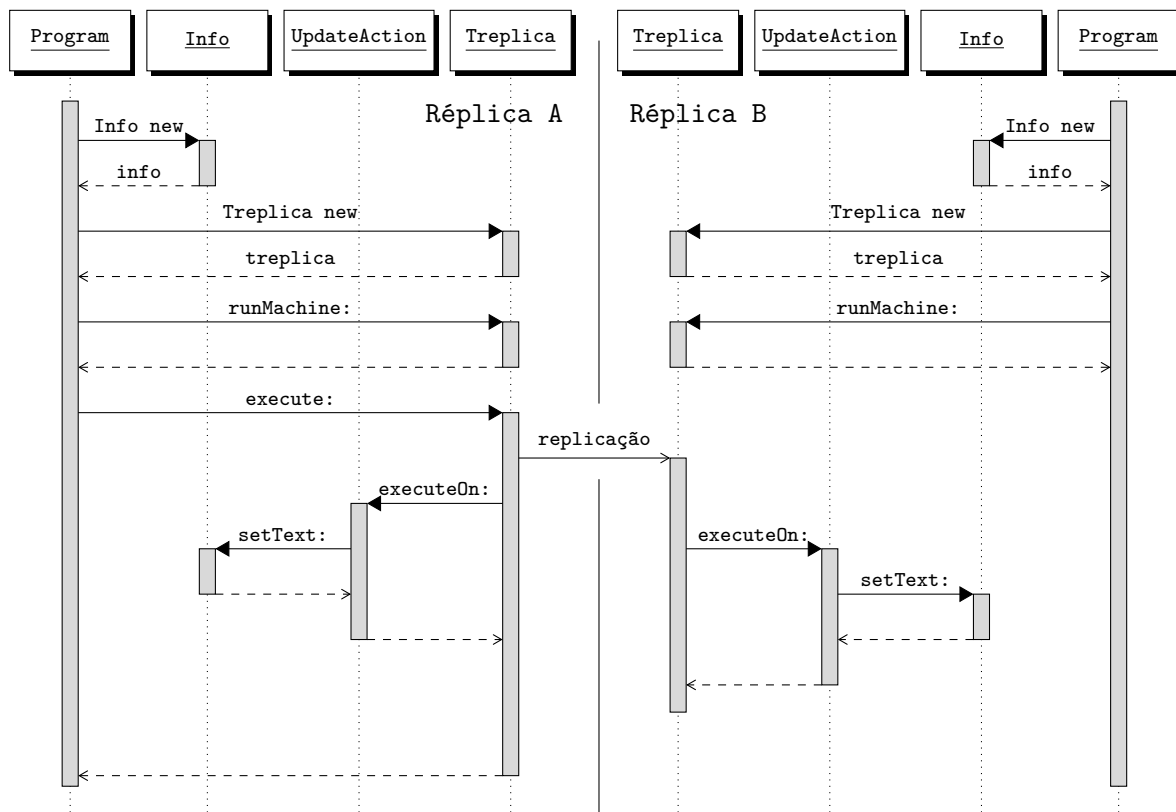 Program Info UpdateAction Treplica Treplica UpdateAction Info Program
Réplica A Réplica B
Info new Info new
info info
Treplica new Treplica new
treplica treplica
runMachine: runMachine:
execute:
replicação
executeOn:
setText: executeOn:
setText: